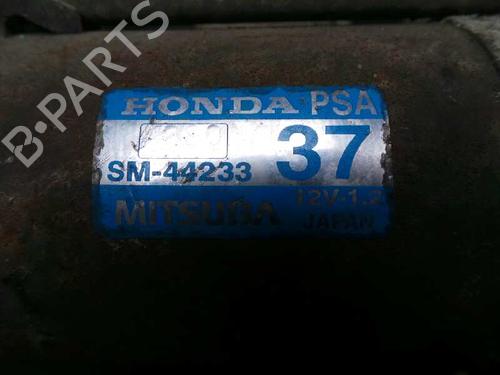 B-PARTS
HONDA PSA
37
SM-44233
MITSUBA 12V-1.2
JAPAN